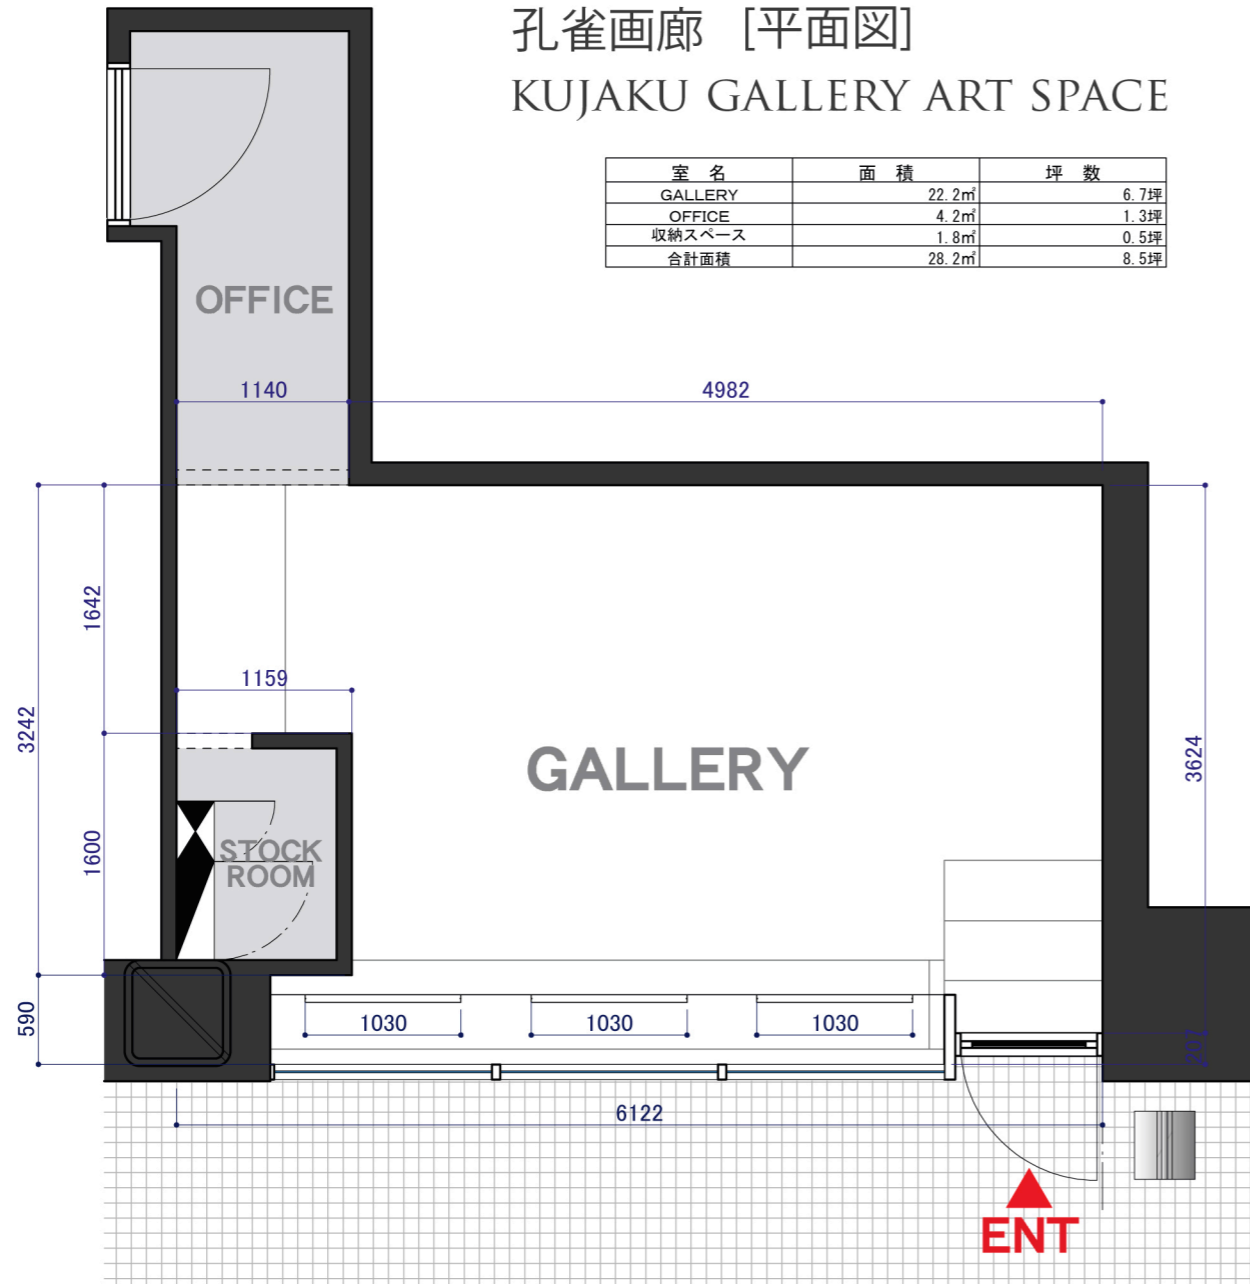 孔雀画廊 [平面図]
KUJAKU GALLERY ART SPACE
室 名 面 積 坪 数
GALLERY 22.2㎡ 6.7坪
OFFICE 4.2㎡ 1.3坪
収納スペース 1.8㎡ 0.5坪
合計面積 28.2㎡ 8.5坪
OFFICE
1140 4982
1642
1159
3242
GALLERY
3624
1600
STOCK
ROOM
590
1030 1030 1030
207
6122
ENT